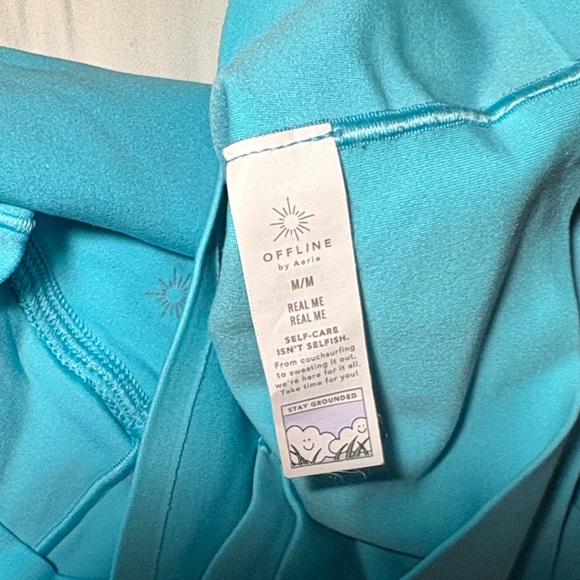 OFFLINE
by Aerie
M/M
REAL ME
REAL ME
SELF-CARE
ISN'T SELFISH.
From couchsurfing
to sweating it out,
we're here for it all.
Take time for you!
STAY GROUNDED